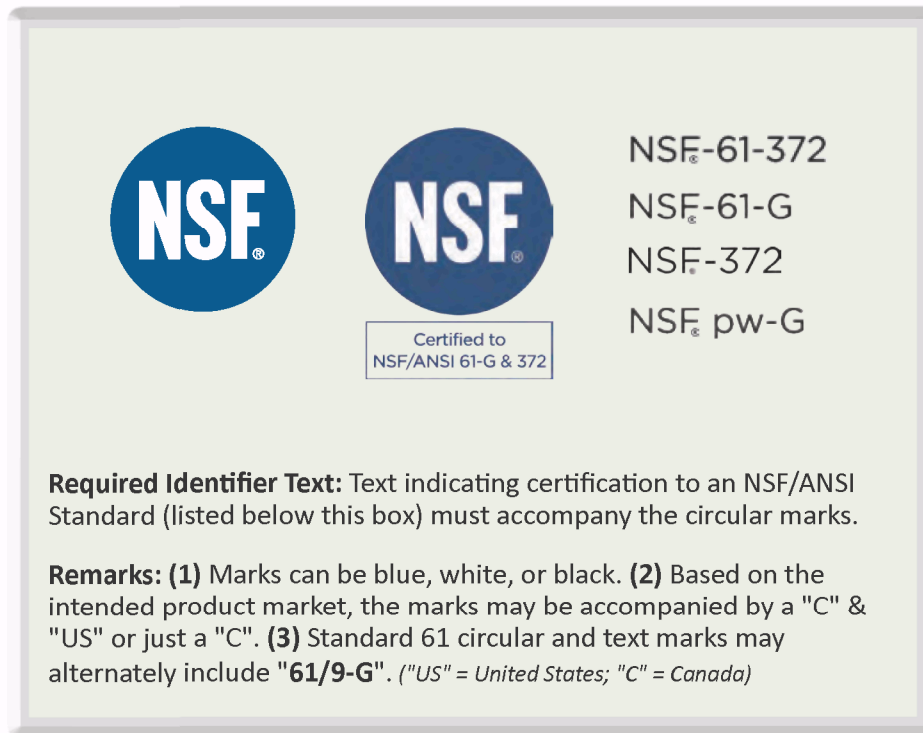 NSF®
NSF®
Certified to
NSF/ANSI 61-G & 372
NSF®-61-372
NSF®-61-G
NSF®-372
NSF® pw-G
Required Identifier Text: Text indicating certification to an NSF/ANSI
Standard (listed below this box) must accompany the circular marks.
Remarks: (1) Marks can be blue, white, or black. (2) Based on the
intended product market, the marks may be accompanied by a "C" &
"US" or just a "C". (3) Standard 61 circular and text marks may
alternately include "61/9-G". ("US" = United States; "C" = Canada)